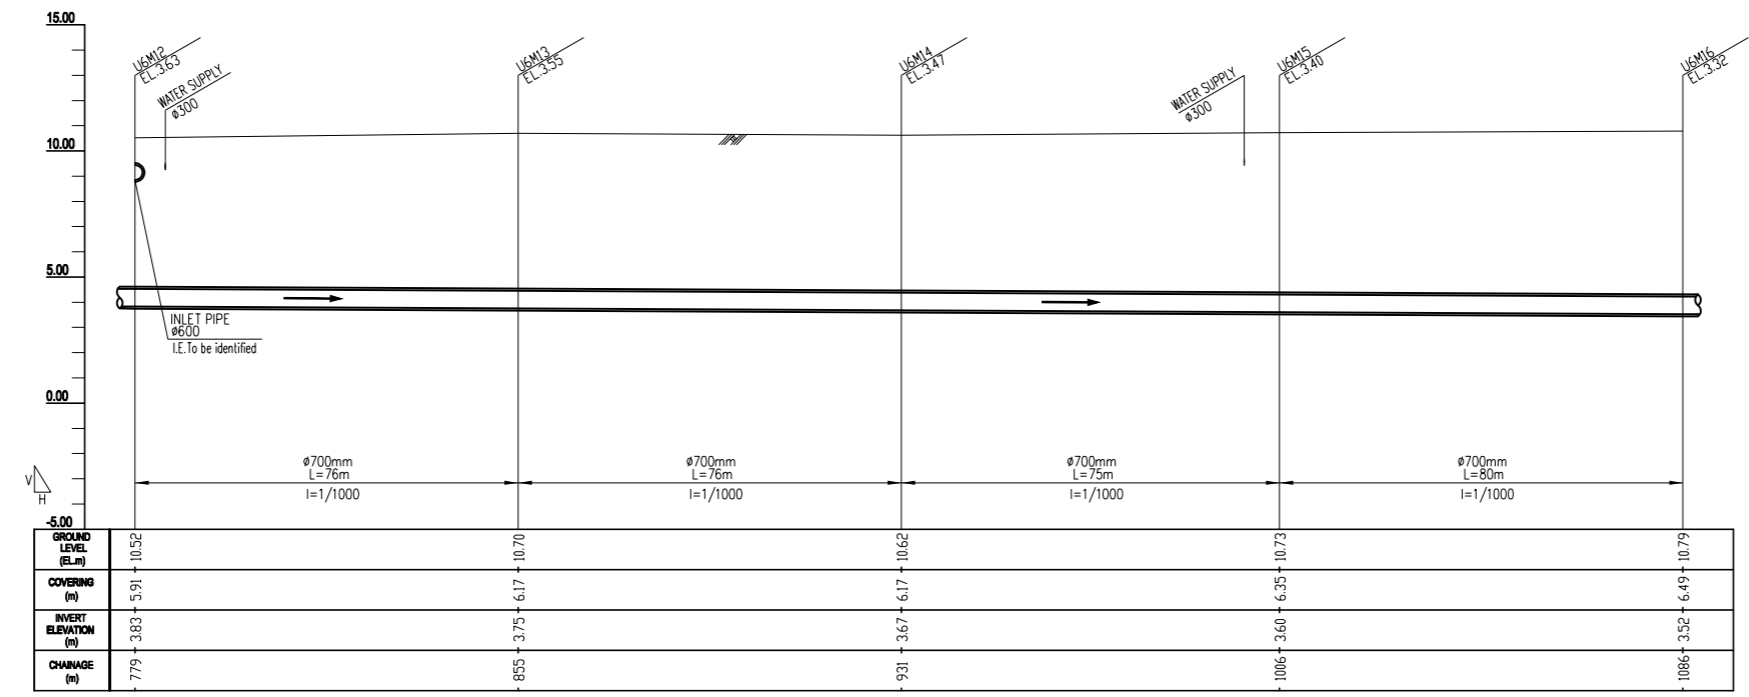 15.00
10.00
5.00
0.00
-5.00
U6M12
EL.3.63
WATER SUPPLY
ø300
U6M13
EL.3.55
U6M14
EL.3.47
WATER SUPPLY
ø300
U6M15
EL.3.40
U6M16
EL.3.32
INLET PIPE
ø600
I.E.To be identified
V
H
ø700mm
L=76m
I=1/1000
ø700mm
L=76m
I=1/1000
ø700mm
L=75m
I=1/1000
ø700mm
L=80m
I=1/1000
GROUND
LEVEL
(EL.m)
10.52
10.70
10.62
10.73
10.79
COVERING
(m)
5.91
6.17
6.17
6.35
6.49
INVERT
ELEVATION
(m)
3.83
3.75
3.67
3.60
3.52
CHAINAGE
(m)
779
855
931
1006
1086